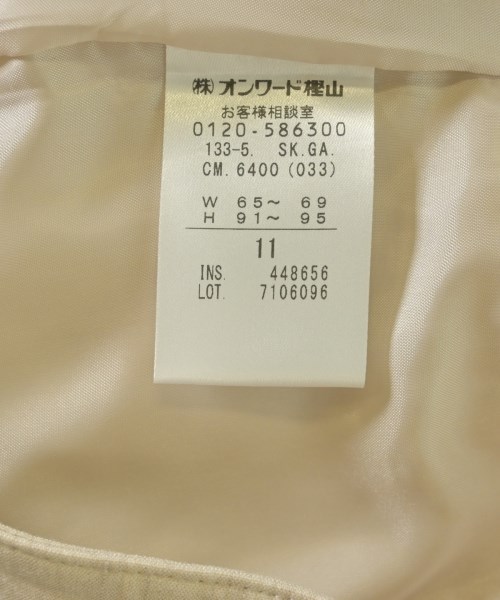 ㈱オンワード樫山
お客様相談室
0120-586300
133-5. SK.GA.
CM.6400(033)
W 65～ 69
H 91～ 95
11
INS. 448656
LOT. 7106096